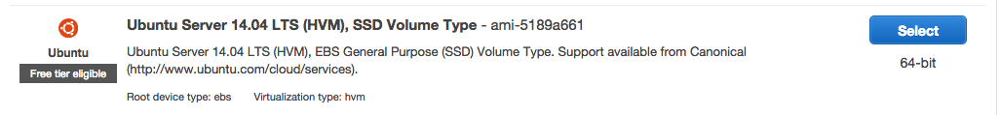 Ubuntu
Free tier eligible
Ubuntu Server 14.04 LTS (HVM), SSD Volume Type - ami-5189a661
Ubuntu Server 14.04 LTS (HVM), EBS General Purpose (SSD) Volume Type. Support available from Canonical
(http://www.ubuntu.com/cloud/services).
Root device type: ebs Virtualization type: hvm
Select
64-bit